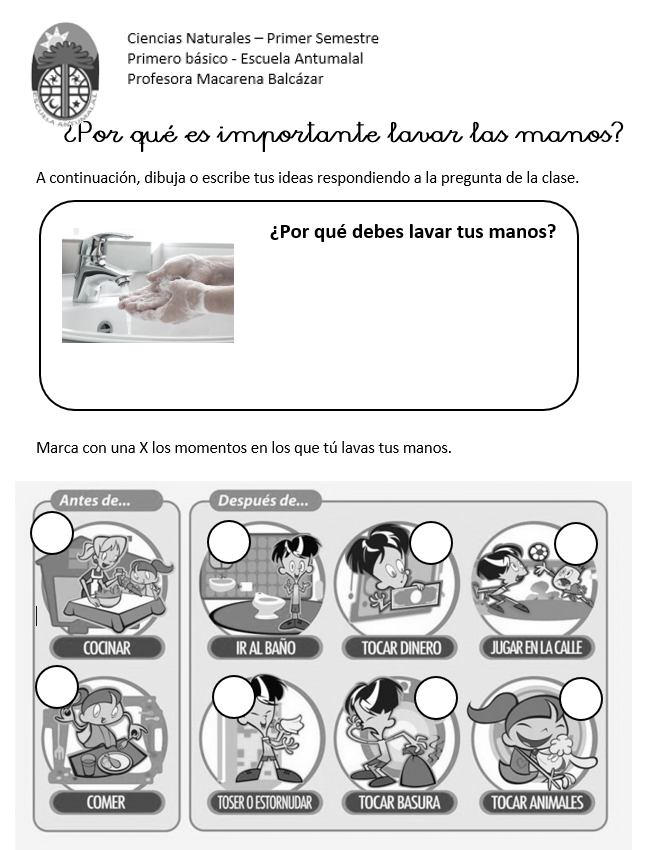 Ciencias Naturales – Primer Semestre
Primero básico - Escuela Antumalal
Profesora Macarena Balcázar
ESCUELA ANTUMALAL
¿Por qué es importante lavar las manos?
A continuación, dibuja o escribe tus ideas respondiendo a la pregunta de la clase.
¿Por qué debes lavar tus manos?
Marca con una X los momentos en los que tú lavas tus manos.
Antes de...
Después de...
COCINAR
IR AL BAÑO
TOCAR DINERO
JUGAR EN LA CALLE
COMER
TOSER O ESTORNUDAR
TOCAR BASURA
TOCAR ANIMALES